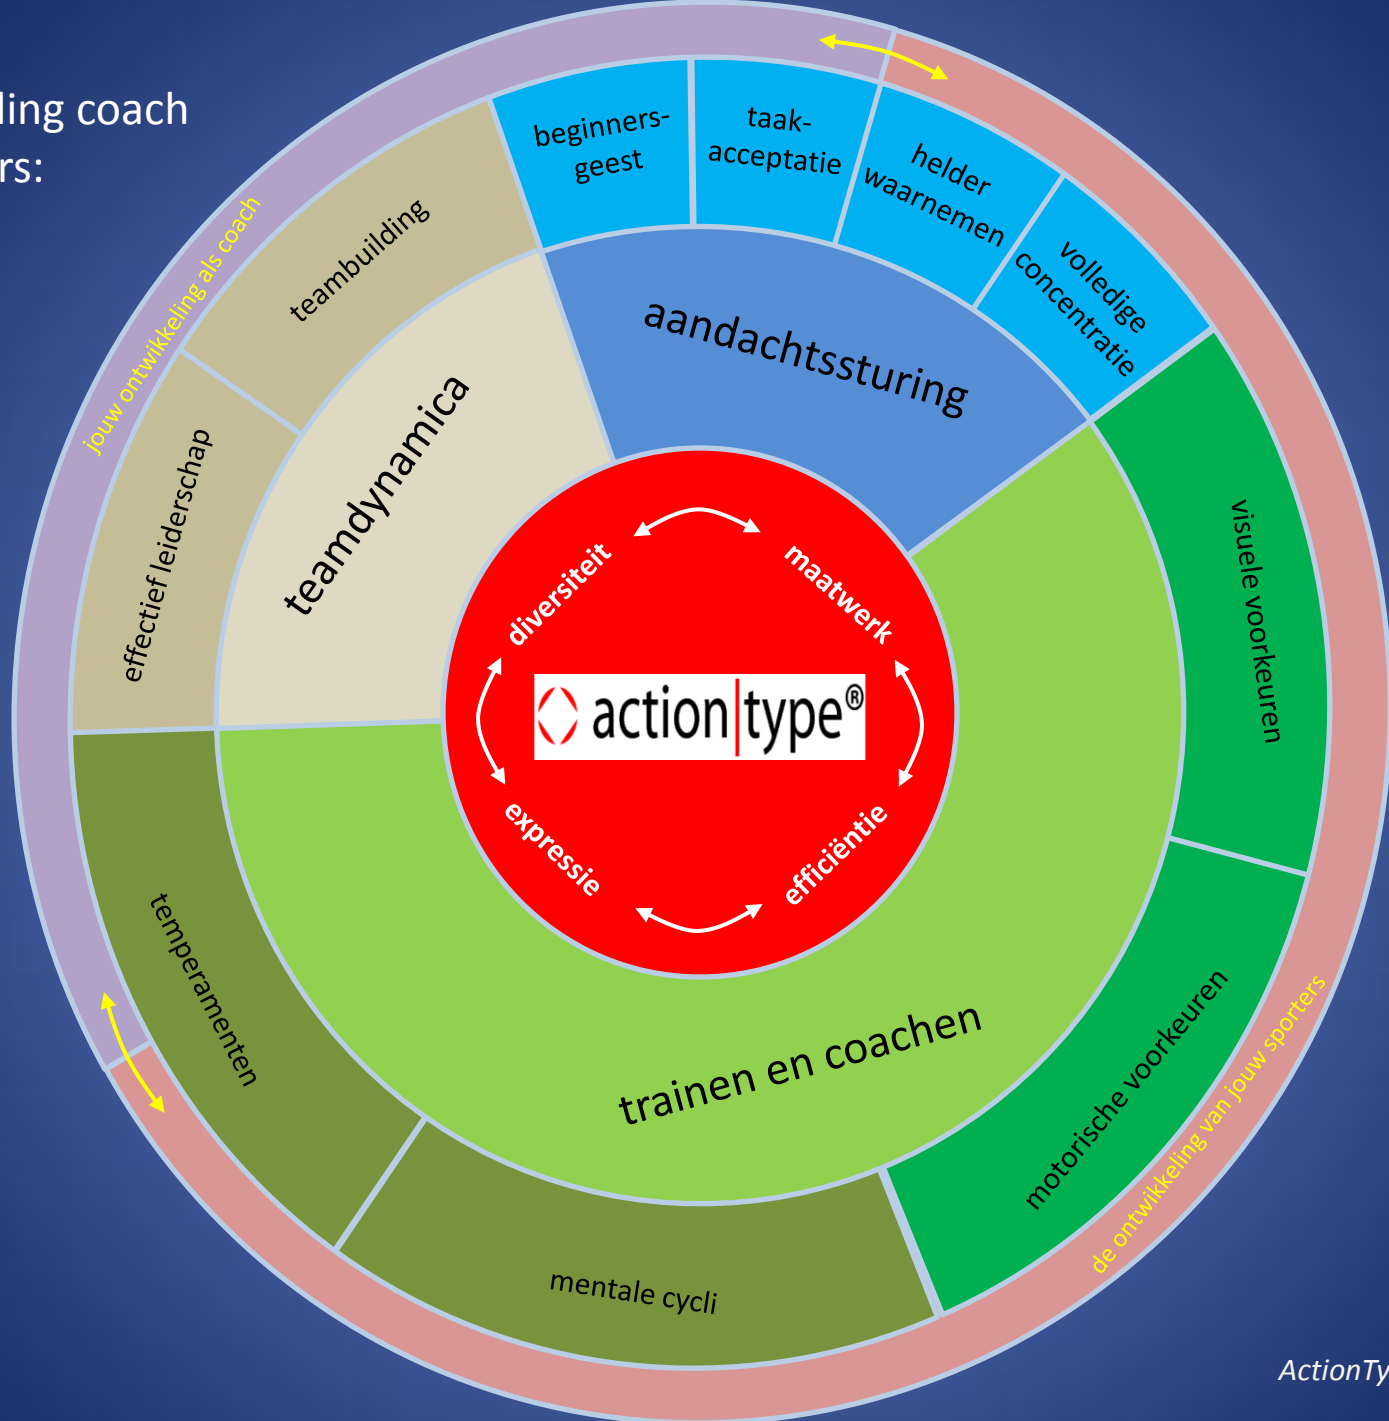 ling coach
rs:
jouw ontwikkeling als coach
teambuilding
effectief leiderschap
teamdynamica
beginners-
geest
taak-
acceptatie
helder
waarnemen
volledige
concentratie
aandachtssturing
visuele voorkeuren
motorische voorkeuren
de ontwikkeling van jouw sporters
diversiteit
maatwerk
action|type®
expressie
efficiëntie
trainen en coachen
temperamenten
mentale cycli
ActionTy